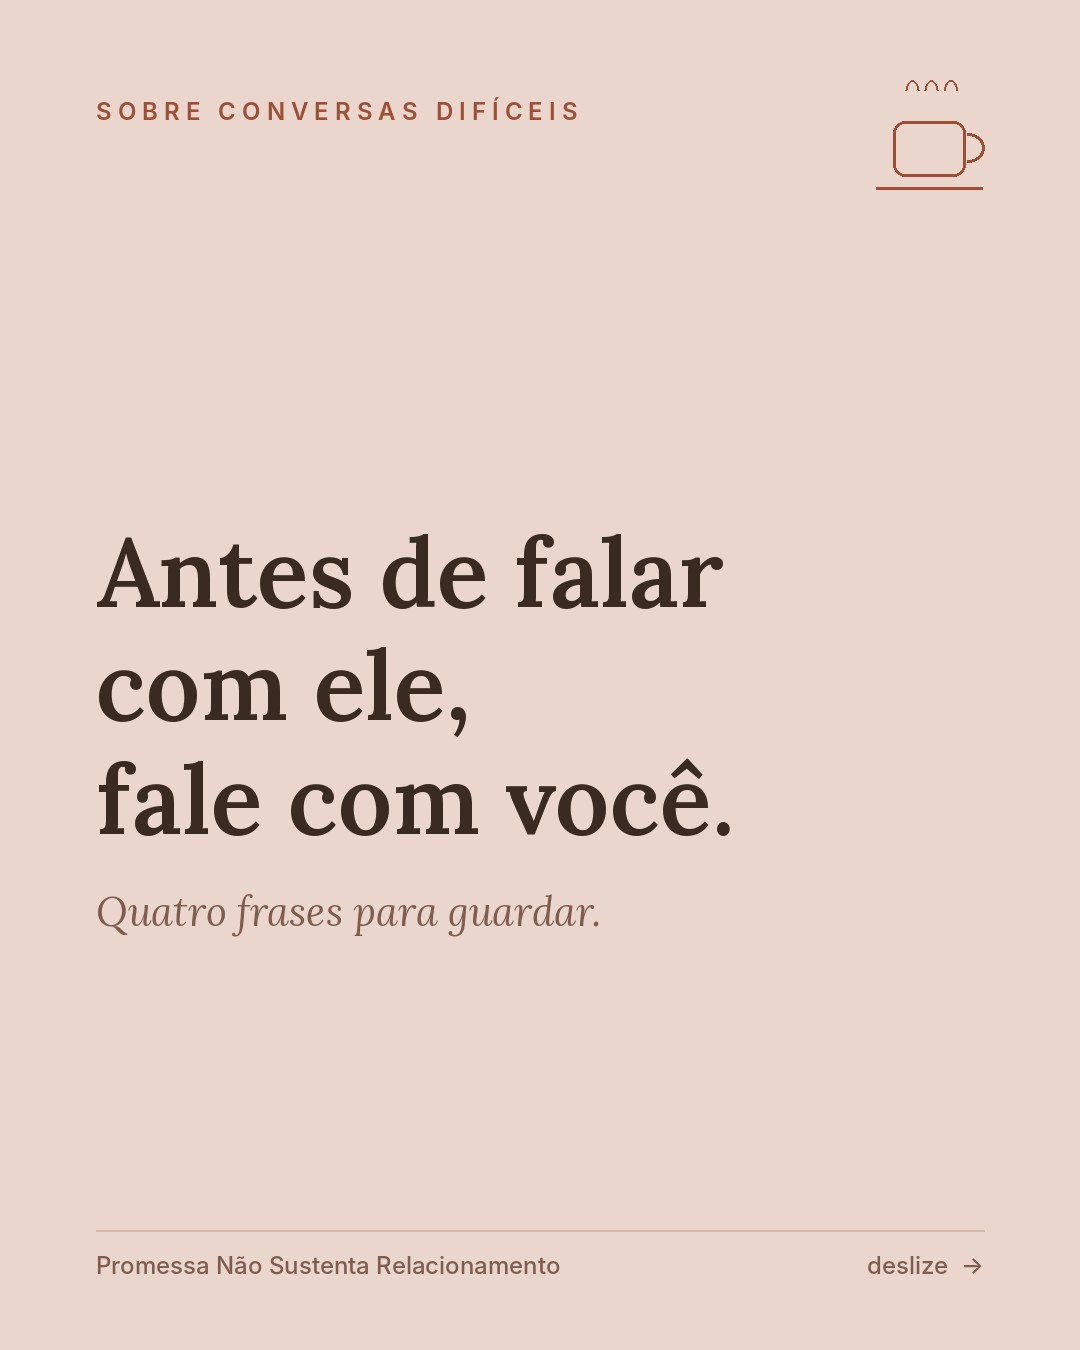 SOBRE CONVERSAS DIFÍCEIS
Antes de falar
com ele,
fale com você.
Quatro frases para guardar.
Promessa Não Sustenta Relacionamento
deslize →